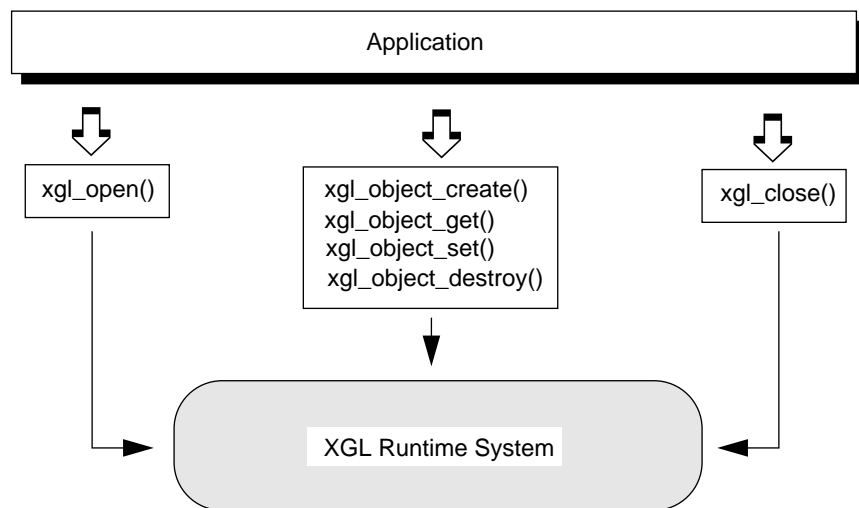 Application
xgl_open()
xgl_object_create()
xgl_object_get()
xgl_object_set()
xgl_object_destroy()
xgl_close()
XGL Runtime System